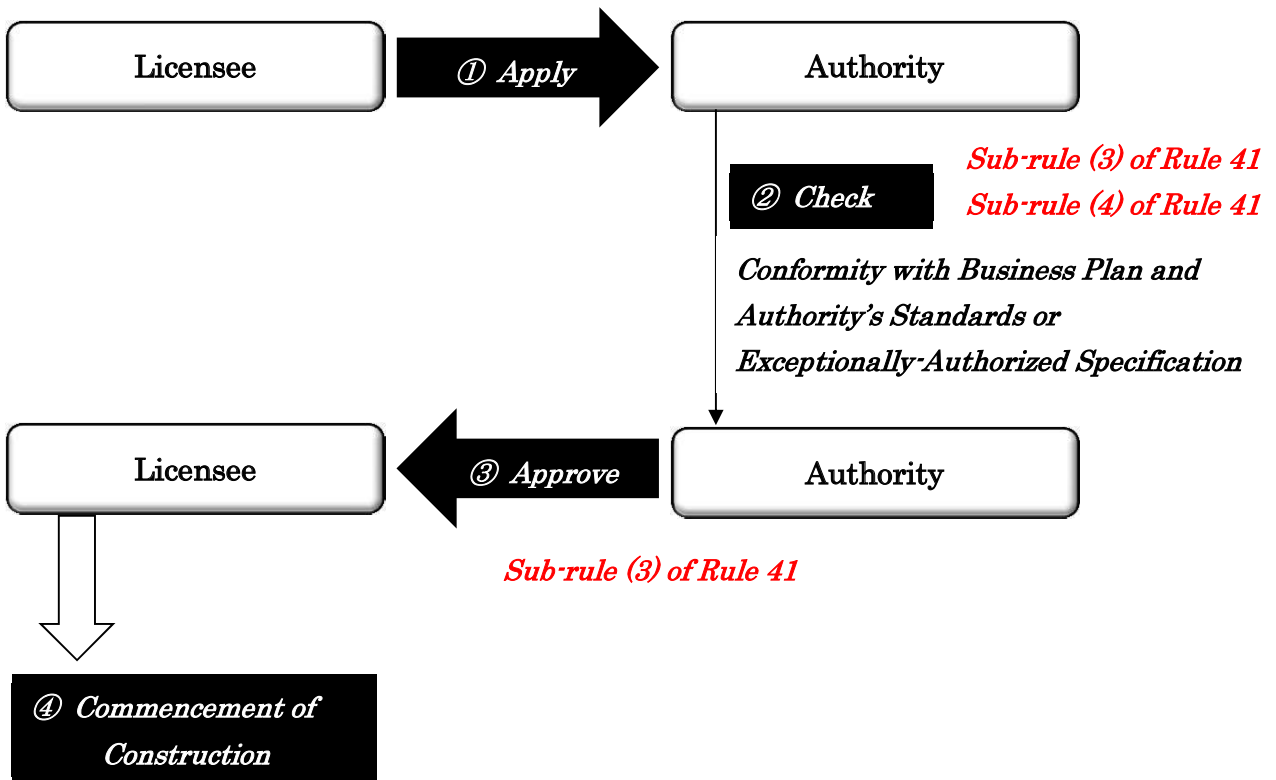 Licensee
① Apply
Authority
② Check
Sub-rule (3) of Rule 41
Sub-rule (4) of Rule 41
Conformity with Business Plan and
Authority's Standards or
Exceptionally-Authorized Specification
Licensee
③ Approve
Authority
Sub-rule (3) of Rule 41
④ Commencement of
Construction